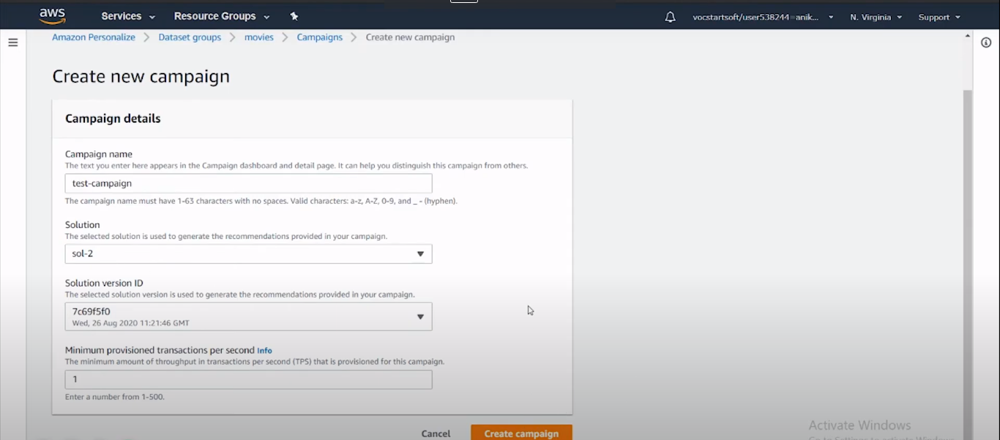 aws Services Resource Groups vocstartsoft/user538244=anik... N. Virginia Support
Amazon Personalize > Dataset groups > movies > Campaigns > Create new campaign
Create new campaign
Campaign details
Campaign name
The text you enter here appears in the Campaign dashboard and detail page. It can help you distinguish this campaign from others.
test-campaign
The campaign name must have 1-63 characters with no spaces. Valid characters: a-z, A-Z, 0-9, and _ - (hyphen).
Solution
The selected solution is used to generate the recommendations provided in your campaign.
sol-2
Solution version ID
The selected solution version is used to generate the recommendations provided in your campaign.
7c69f5f0
Wed, 26 Aug 2020 11:21:46 GMT
Minimum provisioned transactions per second Info
The minimum amount of throughput in transactions per second (TPS) that is provisioned for this campaign.
1
Enter a number from 1-500.
Cancel Create campaign
Activate Windows
Go to Settings to activate Windows.